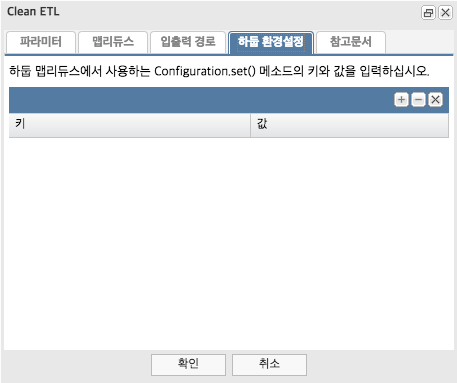 Clean ETL
파라미터 맵리듀스 입출력 경로 하둡 환경설정 참고문서
하둡 맵리듀스에서 사용하는 Configuration.set() 메소드의 키와 값을 입력하십시오.
키 값
확인 취소